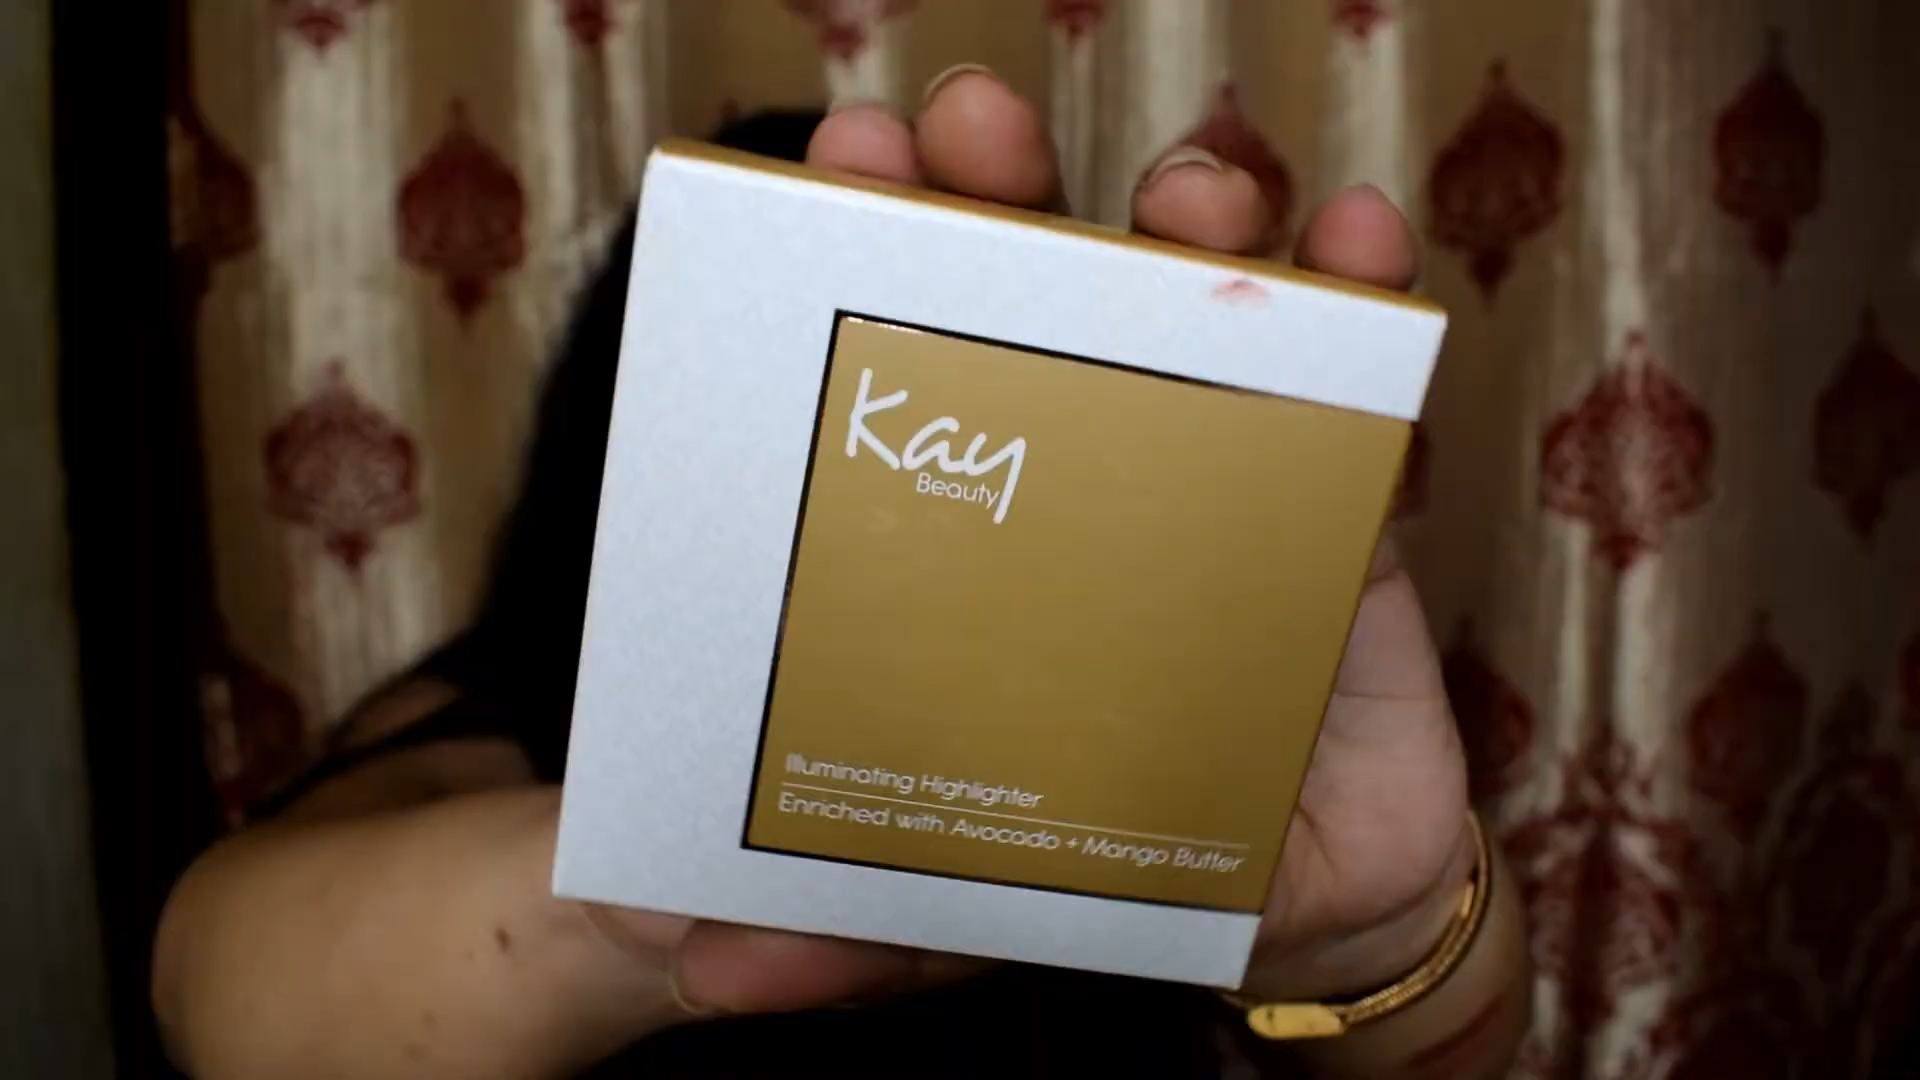 Kay
Beauty
Illuminating Highlighter
Enriched with Avocado + Mango Butter